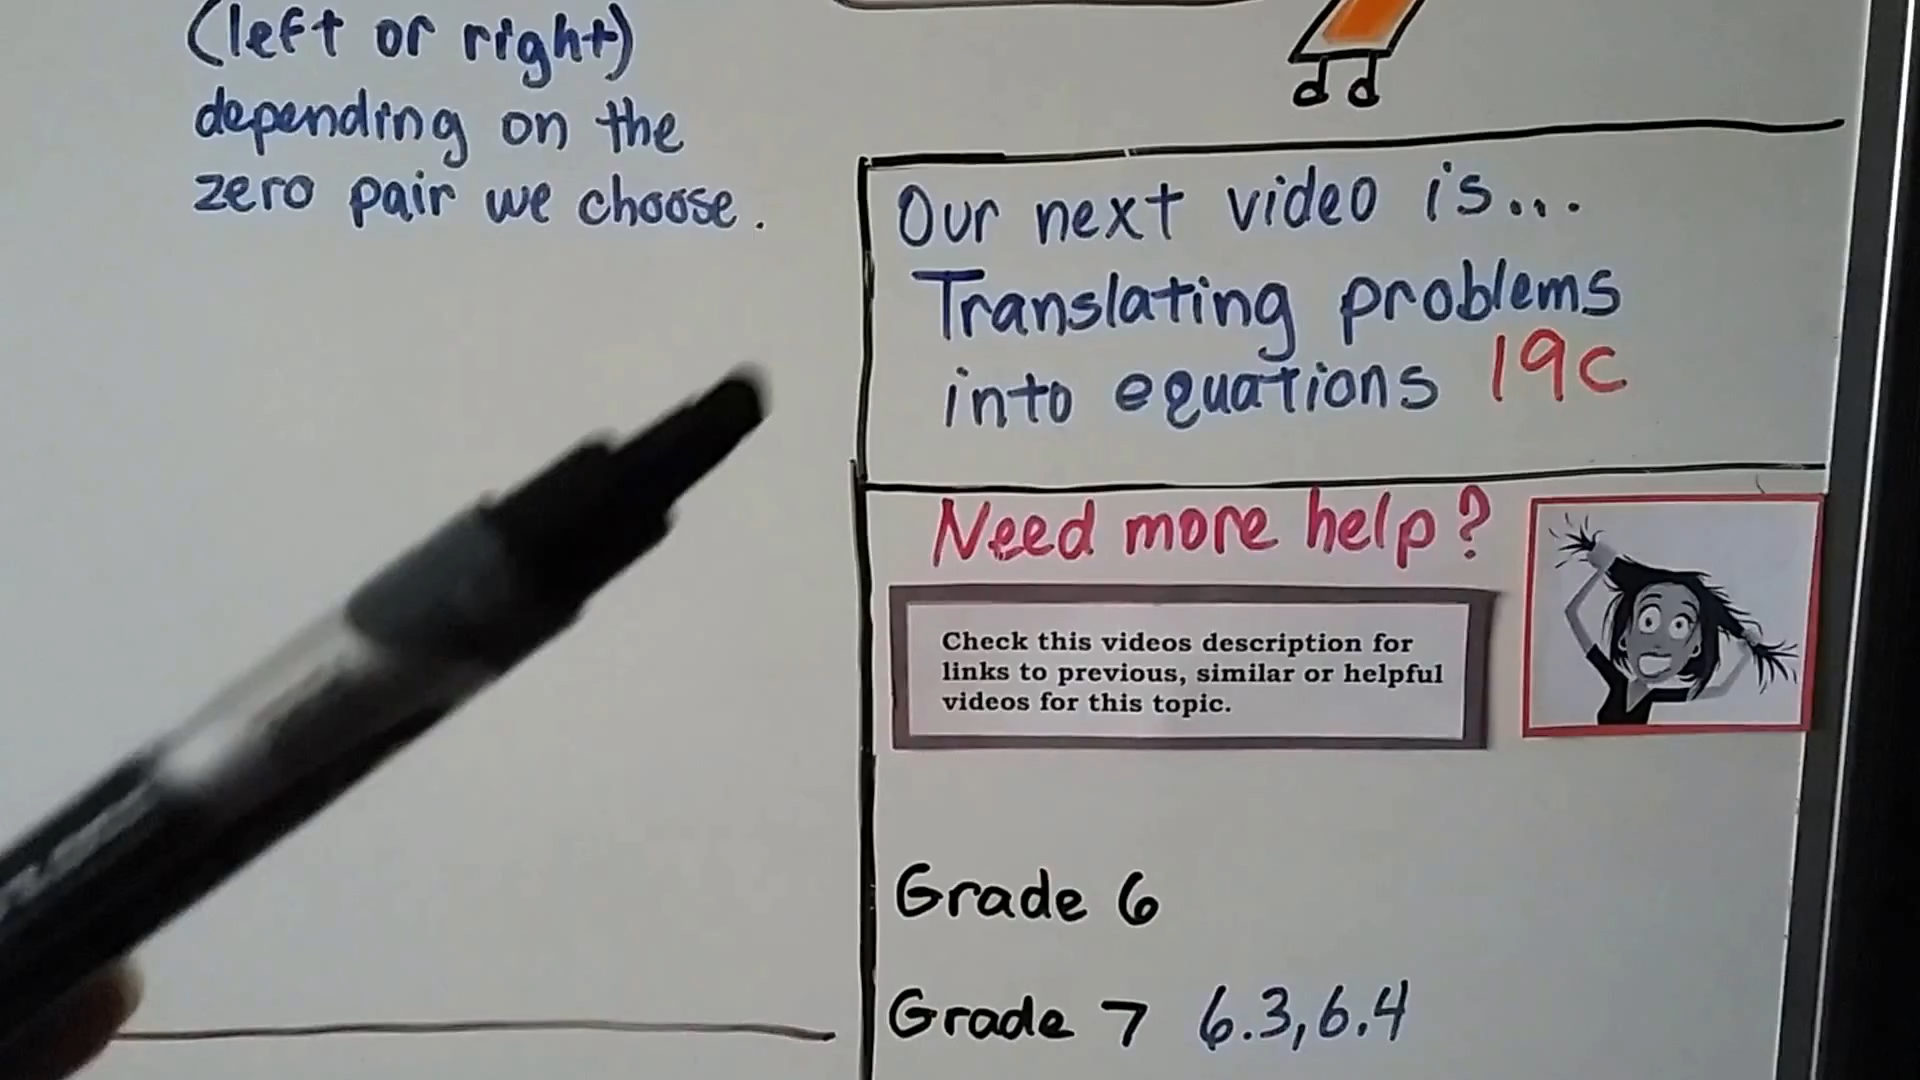 (left or right)
depending on the
zero pair we choose.
Our next video is...
Translating problems
into equations 19c
Need more help?
Check this videos description for
links to previous, similar or helpful
videos for this topic.
Grade 6
Grade 7 6.3,6.4